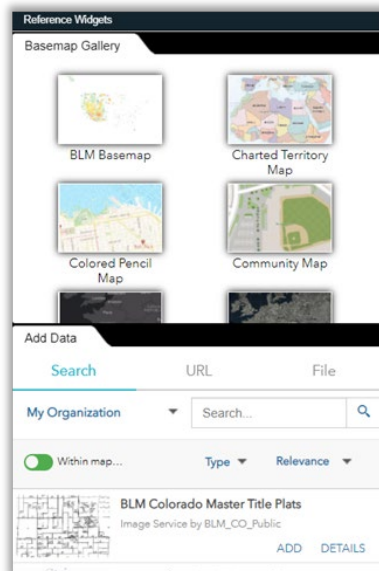 Reference Widgets
Basemap Gallery
BLM Basemap
Charted Territory
Map
Colored Pencil
Map
Community Map
Add Data
Search URL File
My Organization Search...
Within map... Type Relevance
BLM Colorado Master Title Plats
Image Service by BLM_CO_Public
ADD DETAILS